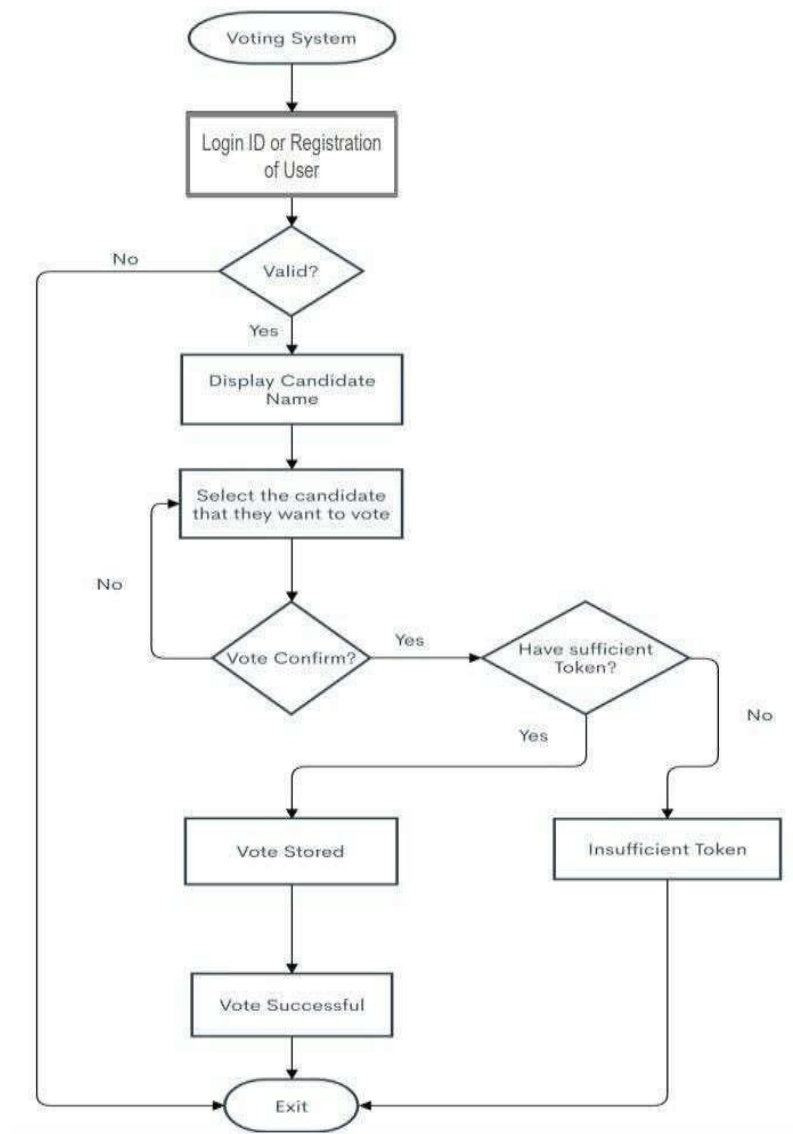 Voting System
Login ID or Registration
of User
No
Valid?
Yes
Display Candidate
Name
Select the candidate
that they want to vote
No
Vote Confirm?
Yes
Have sufficient
Token?
No
Yes
Vote Stored
Insufficient Token
Vote Successful
Exit